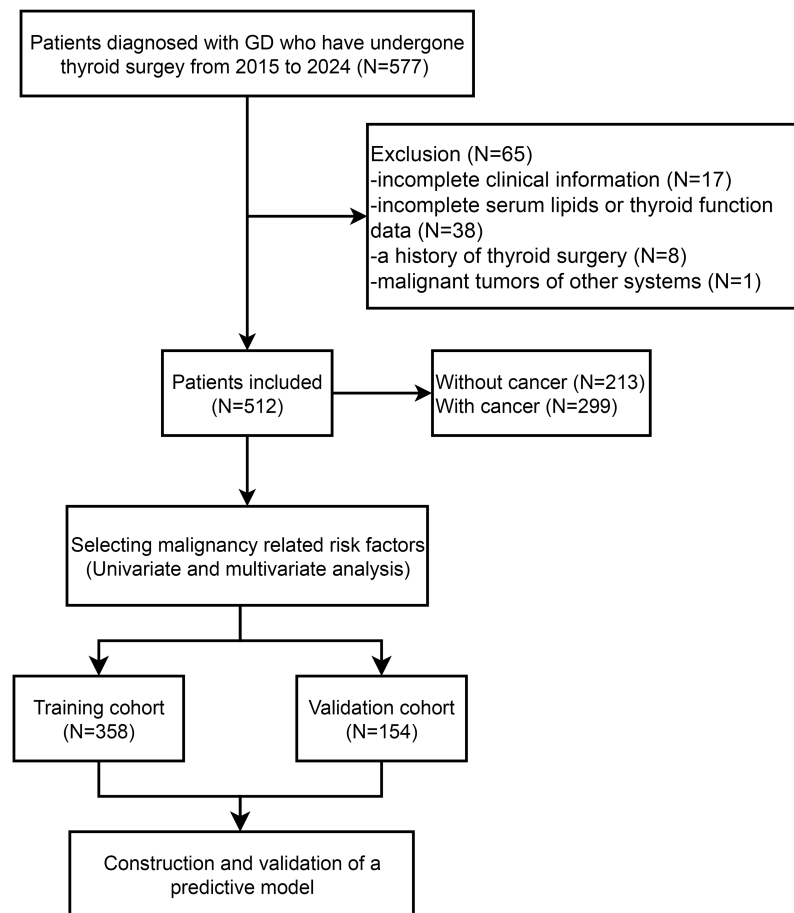 Patients diagnosed with GD who have undergone
thyroid surgey from 2015 to 2024 (N=577)
Exclusion (N=65)
-incomplete clinical information (N=17)
-incomplete serum lipids or thyroid function
data (N=38)
-a history of thyroid surgery (N=8)
-malignant tumors of other systems (N=1)
Patients included
(N=512)
Without cancer (N=213)
With cancer (N=299)
Selecting malignancy related risk factors
(Univariate and multivariate analysis)
Training cohort
(N=358)
Validation cohort
(N=154)
Construction and validation of a
predictive model